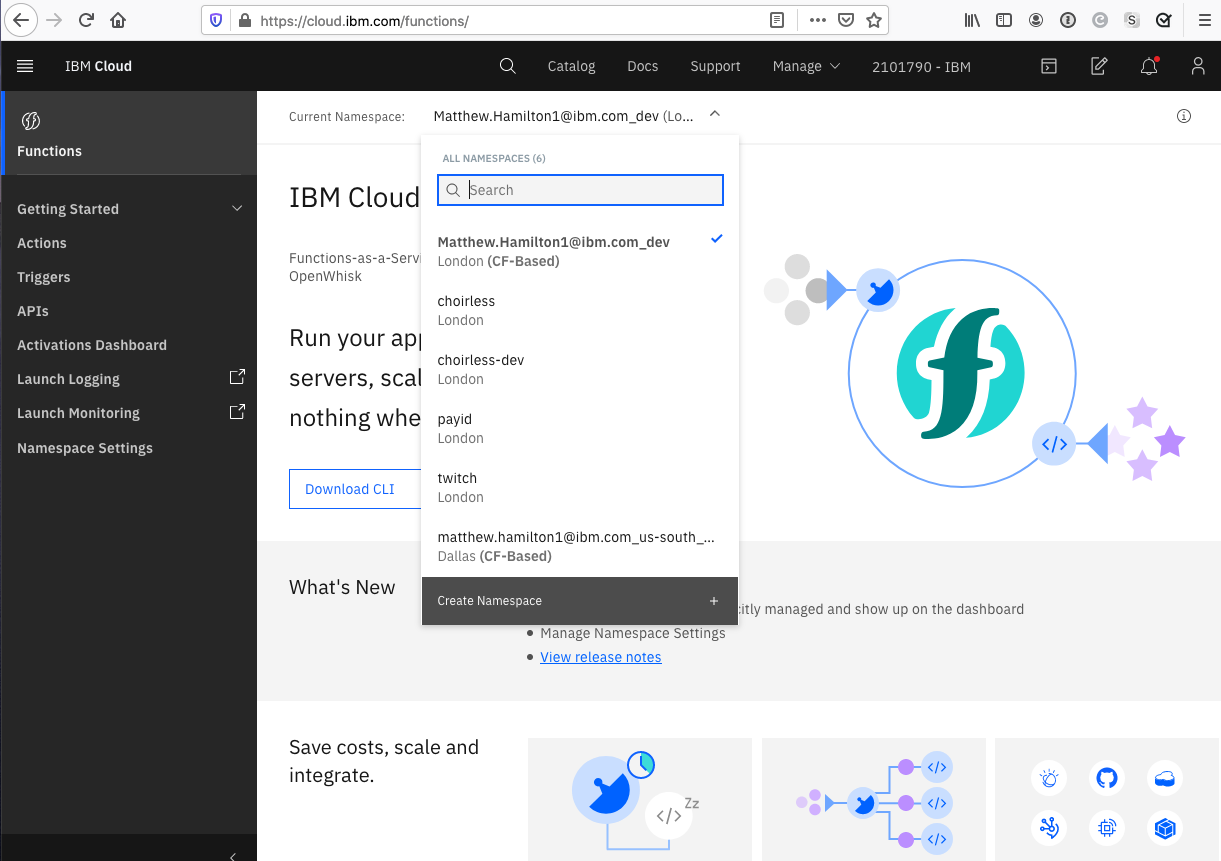 https://cloud.ibm.com/functions/
IBM Cloud
Catalog
Docs
Support
Manage
2101790 - IBM
Functions
Getting Started
Actions
Triggers
APIs
Activations Dashboard
Launch Logging
Launch Monitoring
Namespace Settings
Current Namespace:
Matthew.Hamilton1@ibm.com_dev (Lo...
ALL NAMESPACES (6)
Search
Matthew.Hamilton1@ibm.com_dev
London (CF-Based)
choirless
London
choirless-dev
London
payid
London
twitch
London
matthew.hamilton1@ibm.com_us-south_...
Dallas (CF-Based)
Create Namespace +
IBM Cloud
Functions-as-a-Servi
OpenWhisk
Run your app
servers, scal
nothing whe
Download CLI
What's New
citly managed and show up on the dashboard
• Manage Namespace Settings
• View release notes
Save costs, scale and
integrate.
</>
Zz
</>
</>
</>
</>